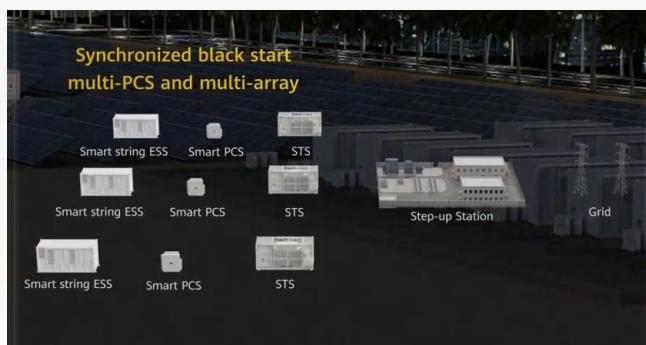 Synchronized black start
multi-PCS and multi-array
Smart string ESS
Smart PCS
STS
Smart string ESS
Smart PCS
STS
Step-up Station
Grid
Smart string ESS
Smart PCS
STS